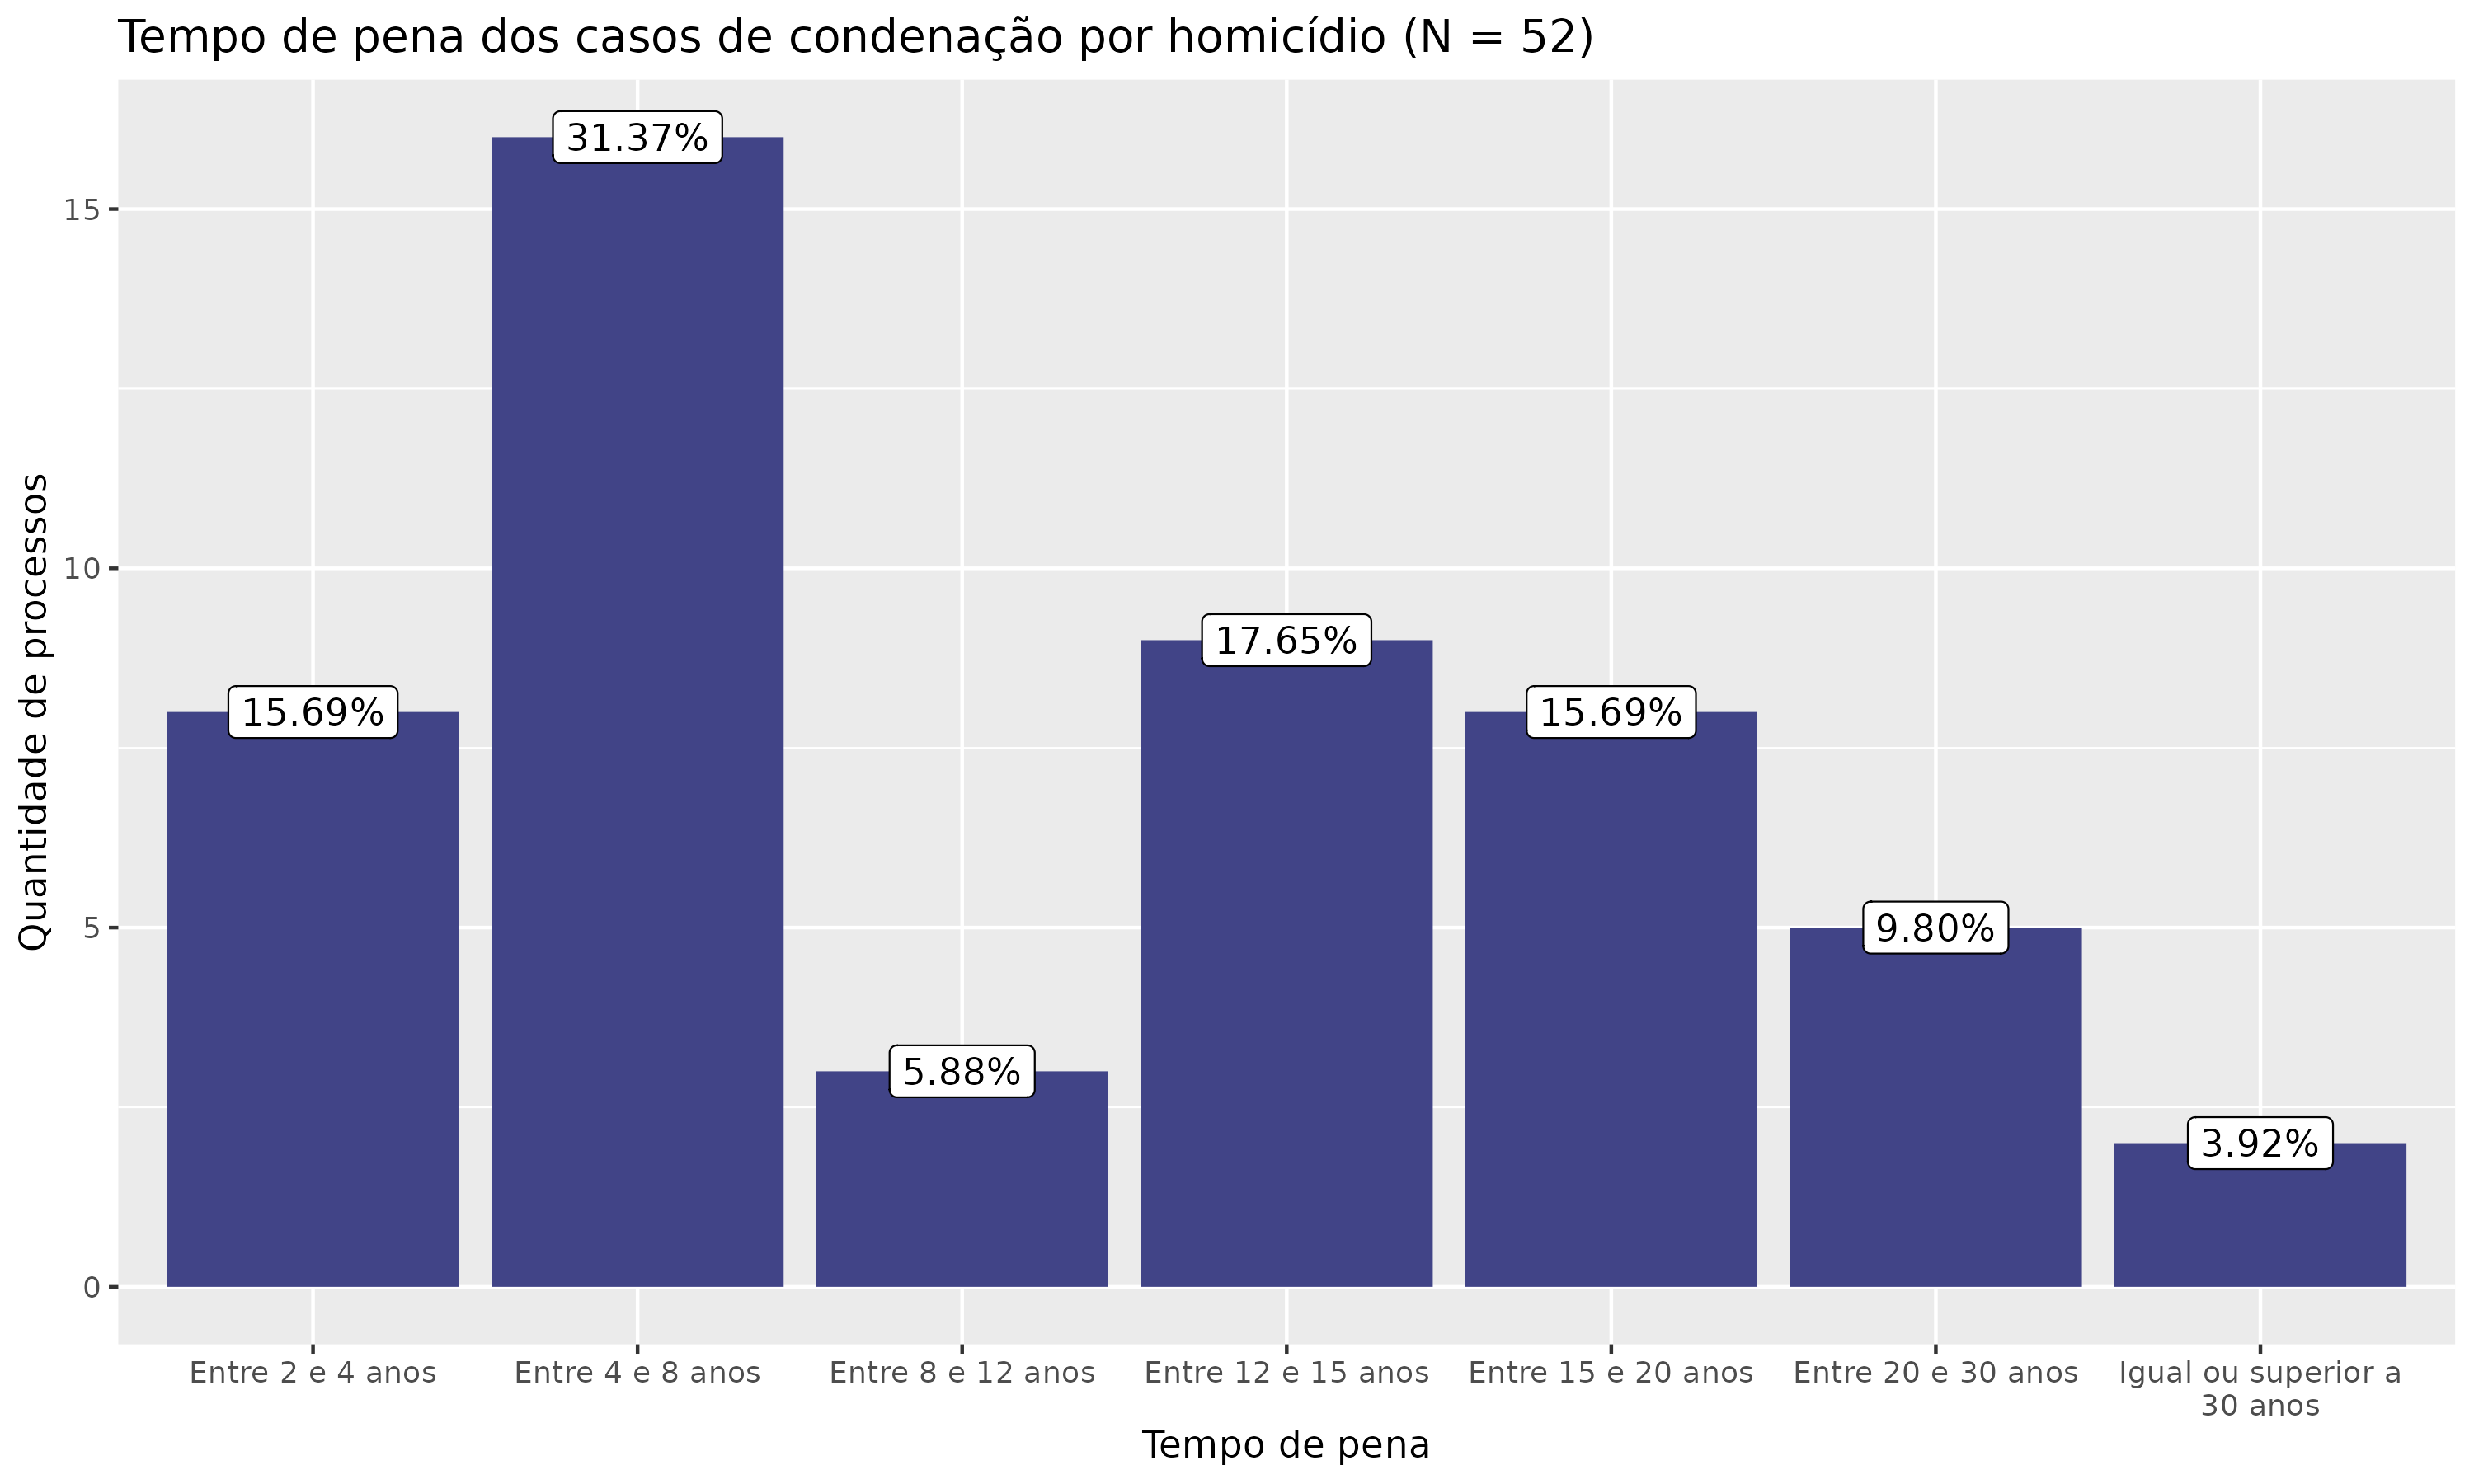 Tempo de pena dos casos de condenação por homicídio (N = 52)
Quantidade de processos
15
10
5
0
15.69%
31.37%
5.88%
17.65%
15.69%
9.80%
3.92%
Entre 2 e 4 anos
Entre 4 e 8 anos
Entre 8 e 12 anos
Entre 12 e 15 anos
Entre 15 e 20 anos
Entre 20 e 30 anos
Igual ou superior a
30 anos
Tempo de pena